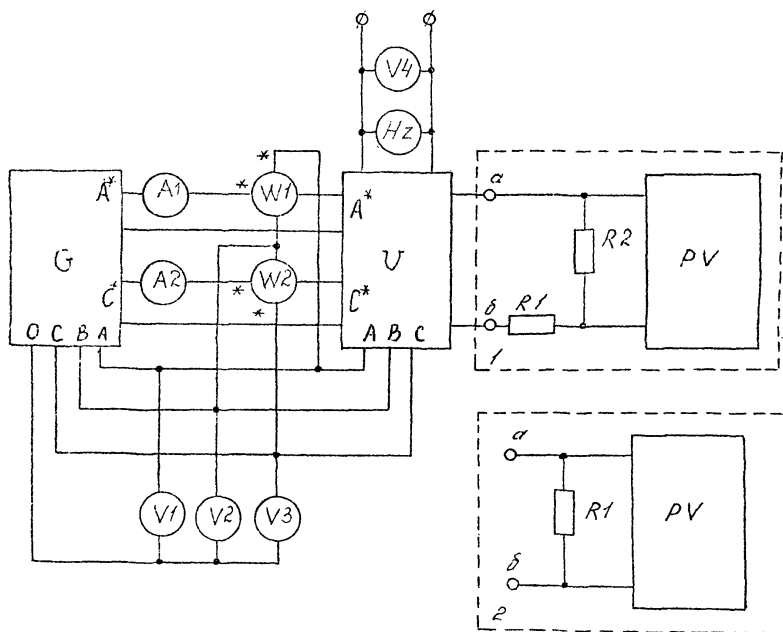 V4
Hz
A* A1 * W1 * A*
G
U
C* A2 * W2 * C*
O C B A
A B C
V1 V2 V3
а
R2
PV
б R1
1
а
R1
PV
б
2